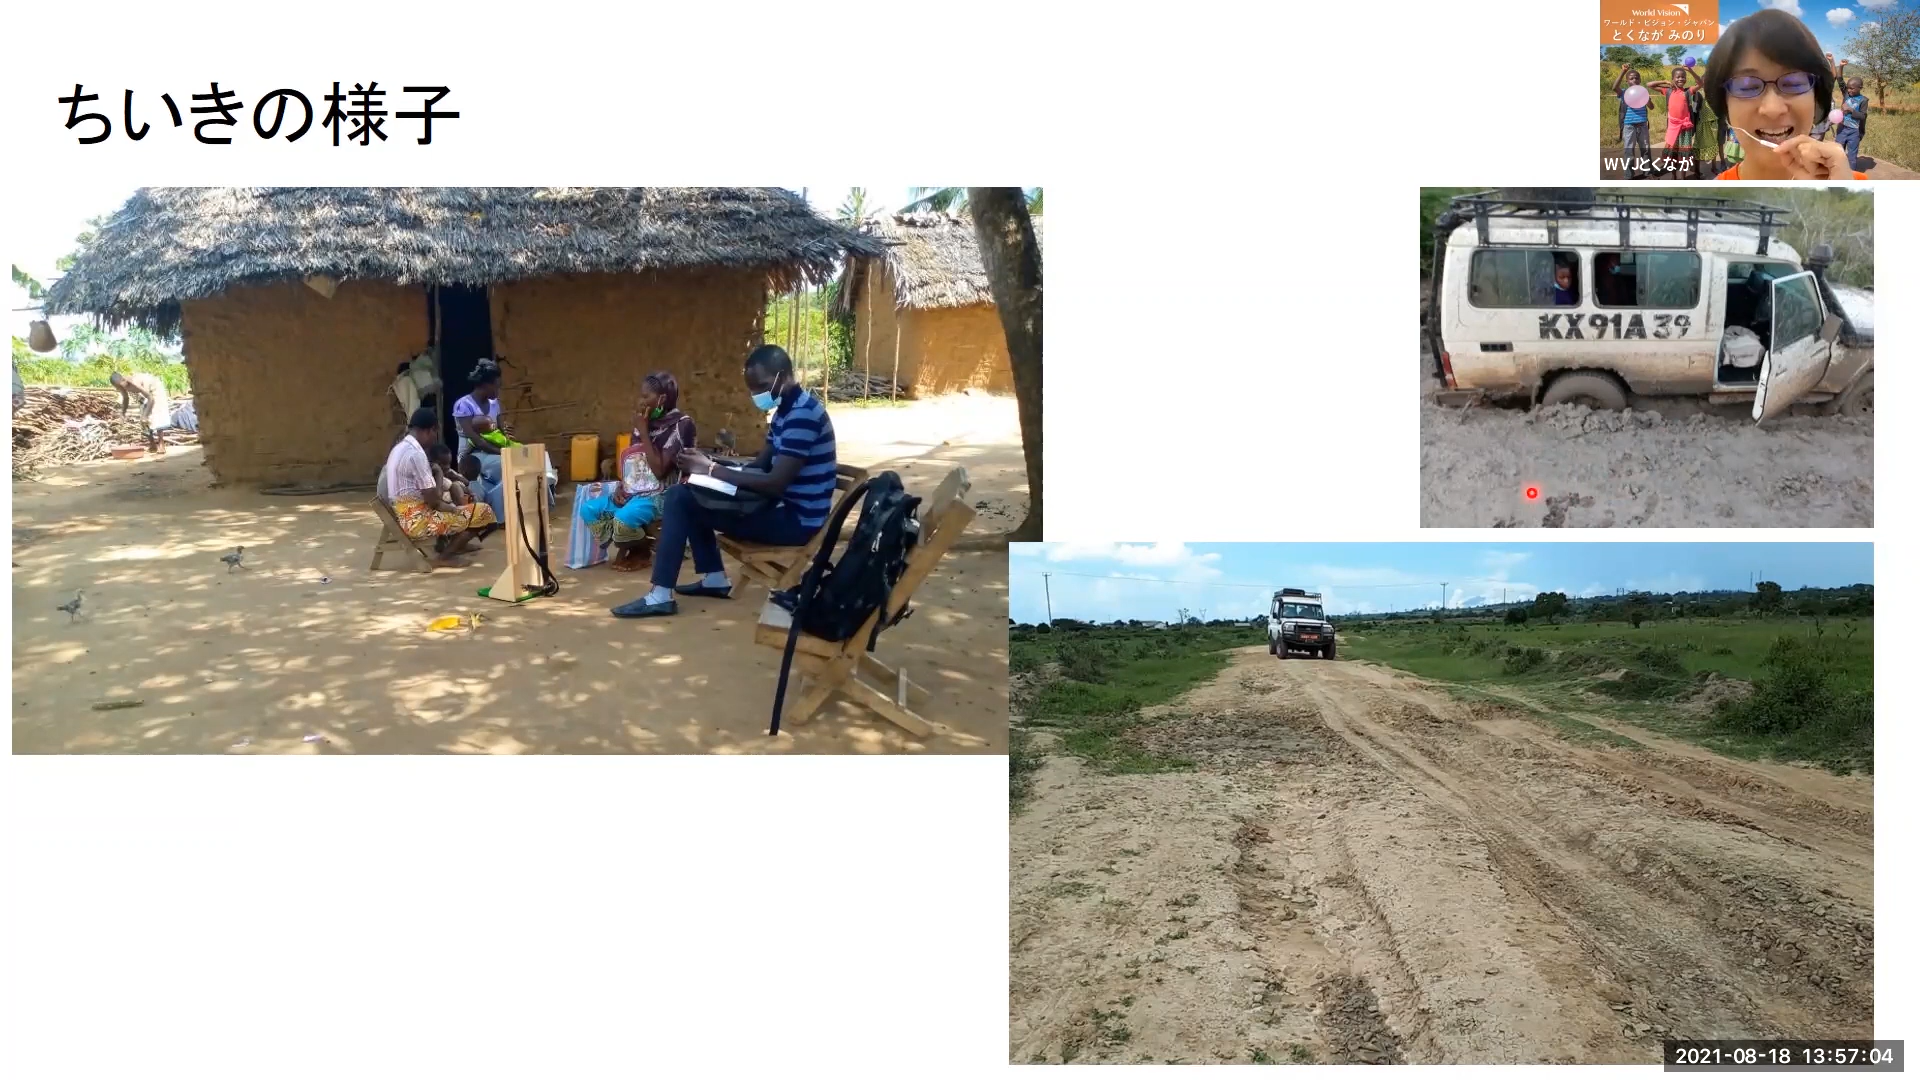 ちいきの様子
World Vision
ワールド・ビジョン・ジャパン
とくなが みのり
WVJとくなが
KX91A39
2021-08-18 13:57:04